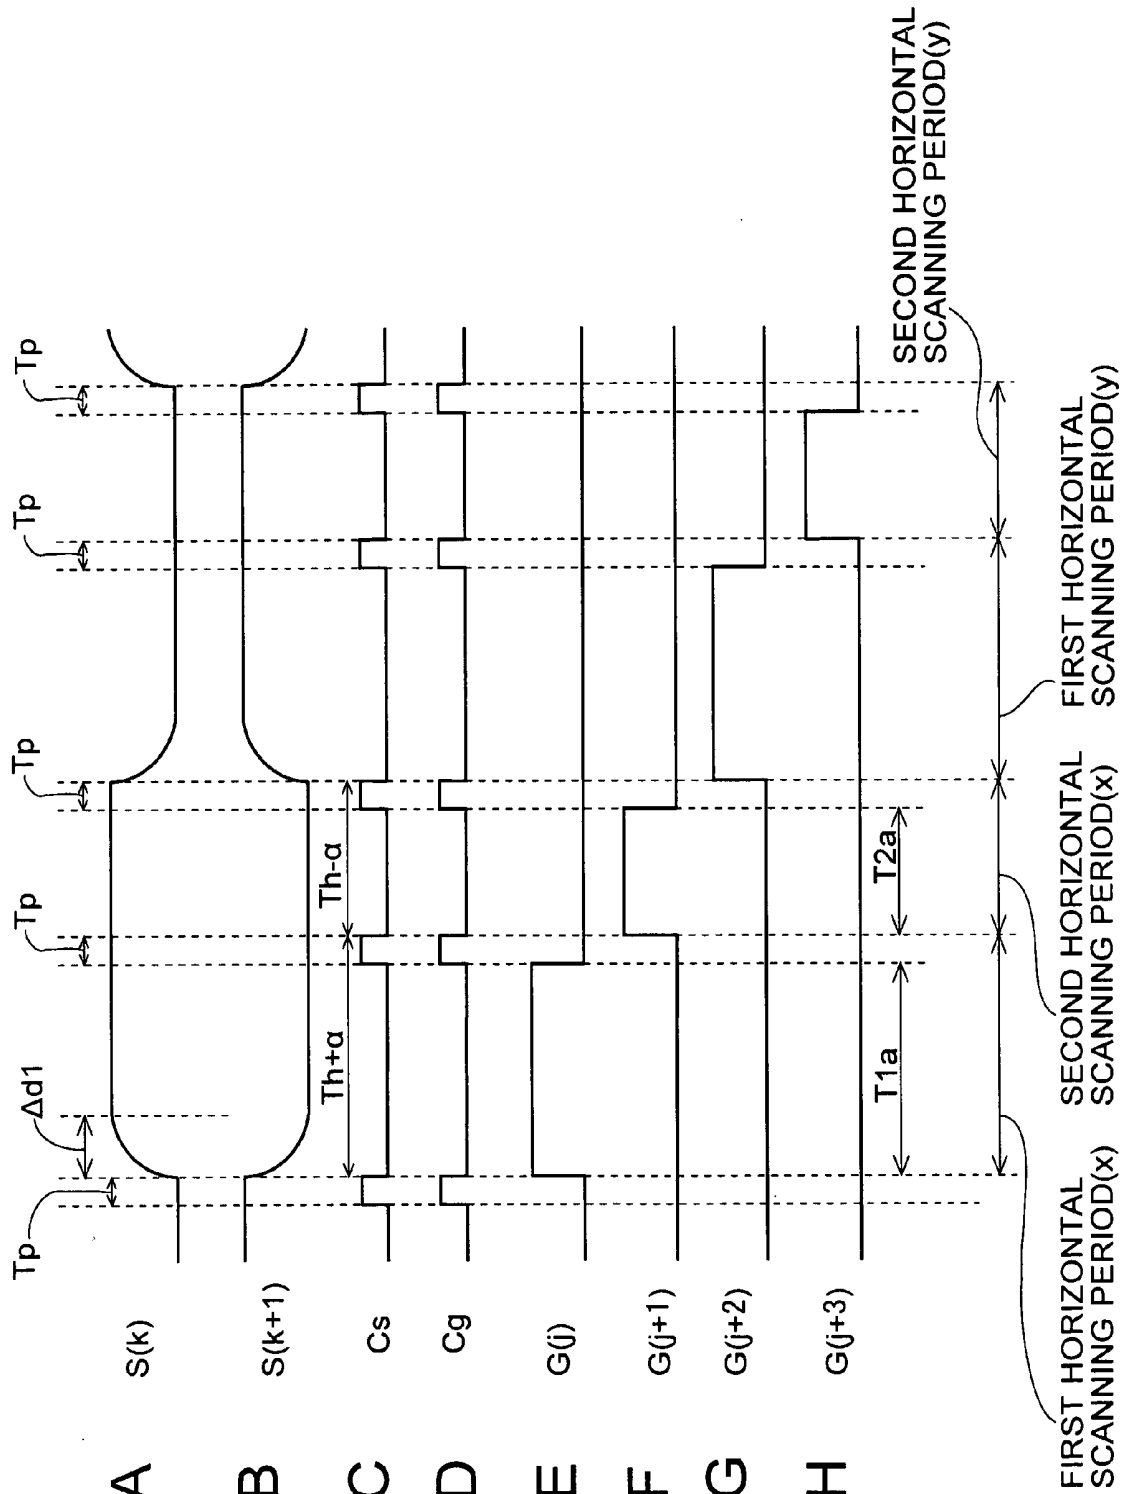 A
S(k)
Tp
Δd1
Tp
Tp
Tp
Tp
B
S(k+1)
C
Cs
Th+α
Th-α
D
Cg
E
G(j)
F
G(j+1)
G
G(j+2)
H
G(j+3)
T1a
T2a
FIRST HORIZONTAL
SCANNING PERIOD(x)
SECOND HORIZONTAL
SCANNING PERIOD(x)
FIRST HORIZONTAL
SCANNING PERIOD(y)
SECOND HORIZONTAL
SCANNING PERIOD(y)